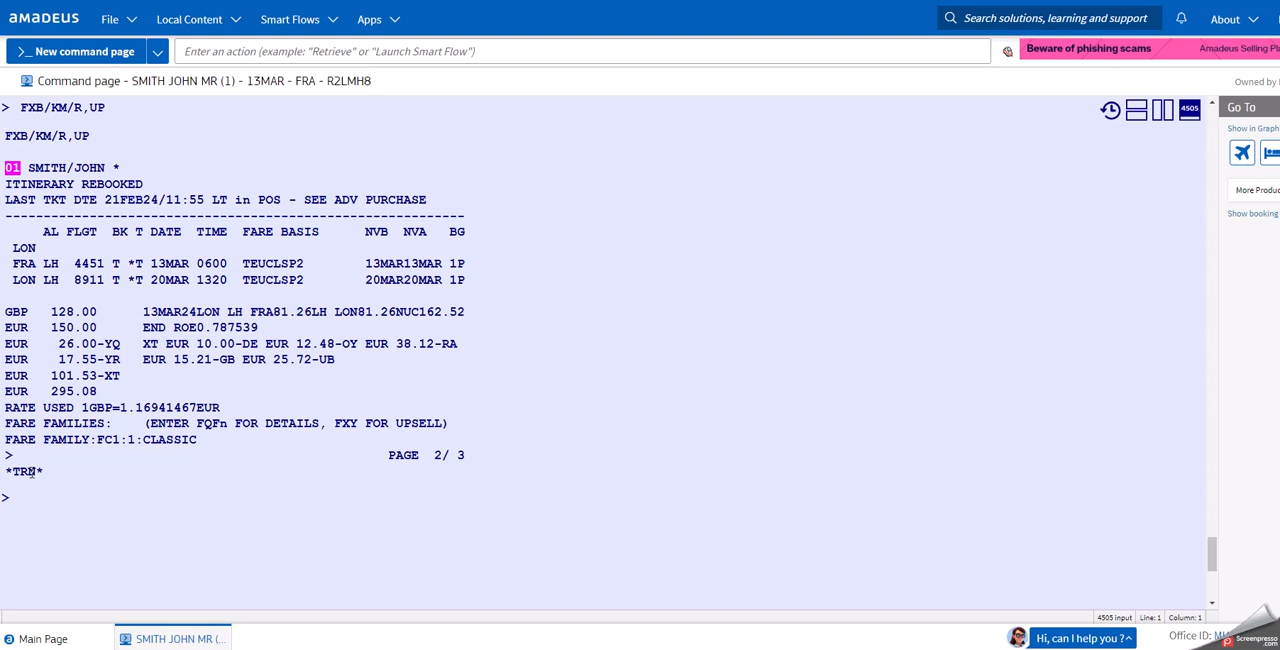 amadeus File Local Content Smart Flows Apps Search solutions, learning and support About
>_ New command page Enter an action (example: "Retrieve" or "Launch Smart Flow") Beware of phishing scams Amadeus Selling Pla
Command page - SMITH JOHN MR (1) - 13MAR - FRA - R2LMH8 Owned by
> FXB/KM/R,UP
4505
Go To
FXB/KM/R,UP
Show in Graph
01 SMITH/JOHN *
ITINERARY REBOOKED
More Produc
LAST TKT DTE 21FEB24/11:55 LT in POS - SEE ADV PURCHASE
Show booking
------------------------------------------------------------
AL FLGT BK T DATE TIME FARE BASIS NVB NVA BG
LON
FRA LH 4451 T *T 13MAR 0600 TEUCLSP2 13MAR13MAR 1P
LON LH 8911 T *T 20MAR 1320 TEUCLSP2 20MAR20MAR 1P
GBP 128.00 13MAR24LON LH FRA81.26LH LON81.26NUC162.52
EUR 150.00 END ROE0.787539
EUR 26.00-YQ XT EUR 10.00-DE EUR 12.48-OY EUR 38.12-RA
EUR 17.55-YR EUR 15.21-GB EUR 25.72-UB
EUR 101.53-XT
EUR 295.08
RATE USED 1GBP=1.16941467EUR
FARE FAMILIES: (ENTER FQFn FOR DETAILS, FXY FOR UPSELL)
FARE FAMILY:FC1:1:CLASSIC
> PAGE 2/ 3
*TRN*
>
4505 input Line: 1 Column: 1
Main Page SMITH JOHN MR (... Hi, can I help you ? Office ID:
Screenpresso
.com